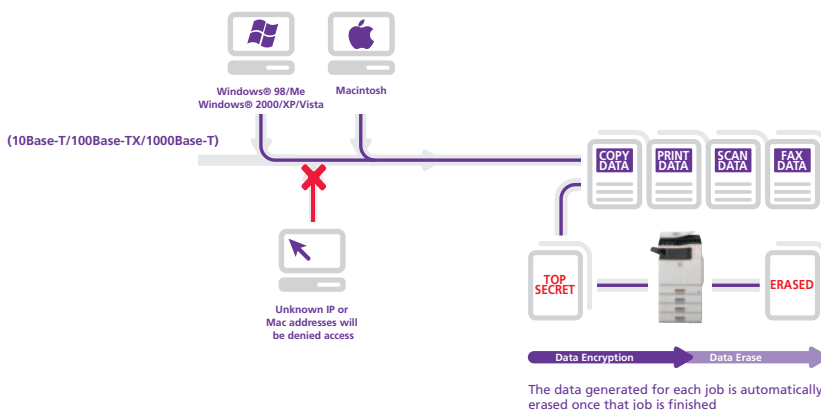 Windows® 98/Me
Windows® 2000/XP/Vista
Macintosh
(10Base-T/100Base-TX/1000Base-T)
COPY
DATA
PRINT
DATA
SCAN
DATA
FAX
DATA
Unknown IP or
Mac addresses will
be denied access
TOP
SECRET
ERASED
Data Encryption
Data Erase
The data generated for each job is automatically
erased once that job is finished